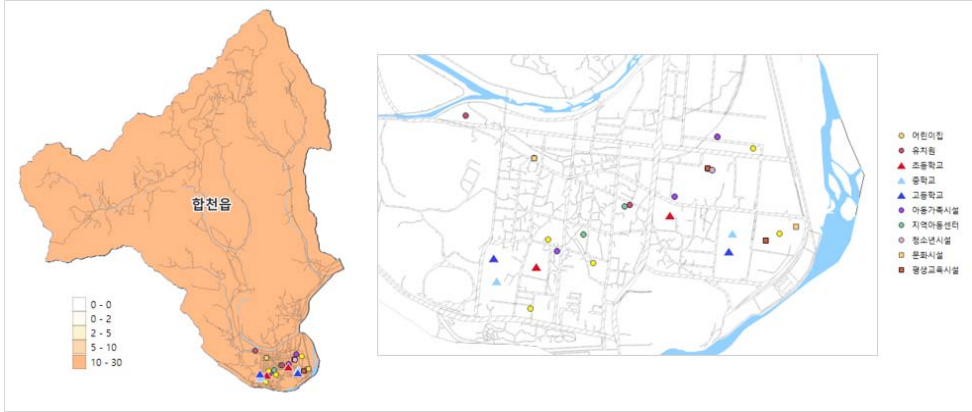 합천읍
0 - 0
0 - 2
2 - 5
5 - 10
10 - 30
어린이집
유치원
초등학교
중학교
고등학교
아동가족시설
지역아동센터
청소년시설
문화시설
평생교육시설